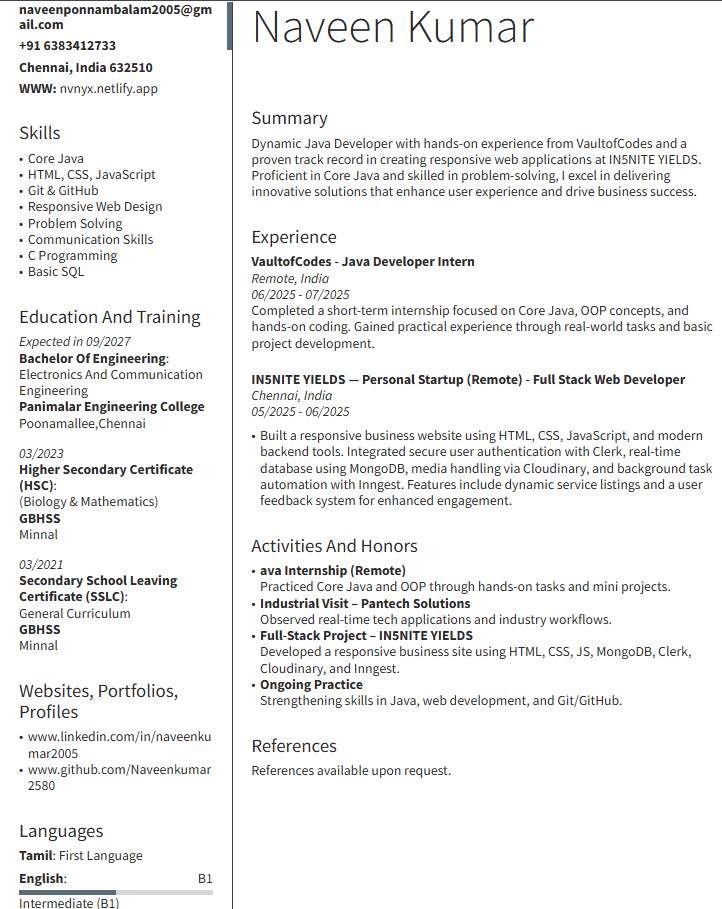 naveenponnambalam2005@gm
ail.com
+91 6383412733
Chennai, India 632510
WWW: nvnyx.netlify.app
Skills
• Core Java
• HTML, CSS, JavaScript
• Git & GitHub
• Responsive Web Design
• Problem Solving
• Communication Skills
• C Programming
• Basic SQL
Education And Training
Expected in 09/2027
Bachelor Of Engineering:
Electronics And Communication
Engineering
Panimalar Engineering College
Poonamallee,Chennai
03/2023
Higher Secondary Certificate
(HSC):
(Biology & Mathematics)
GBHSS
Minnal
03/2021
Secondary School Leaving
Certificate (SSLC):
General Curriculum
GBHSS
Minnal
Websites, Portfolios,
Profiles
• www.linkedin.com/in/naveenku
mar2005
• www.github.com/Naveenkumar
2580
Languages
Tamil: First Language
English: B1
Intermediate (B1)
Naveen Kumar
Summary
Dynamic Java Developer with hands-on experience from VaultofCodes and a
proven track record in creating responsive web applications at IN5NITE YIELDS.
Proficient in Core Java and skilled in problem-solving, I excel in delivering
innovative solutions that enhance user experience and drive business success.
Experience
VaultofCodes - Java Developer Intern
Remote, India
06/2025 - 07/2025
Completed a short-term internship focused on Core Java, OOP concepts, and
hands-on coding. Gained practical experience through real-world tasks and basic
project development.
IN5NITE YIELDS — Personal Startup (Remote) - Full Stack Web Developer
Chennai, India
05/2025 - 06/2025
• Built a responsive business website using HTML, CSS, JavaScript, and modern
backend tools. Integrated secure user authentication with Clerk, real-time
database using MongoDB, media handling via Cloudinary, and background task
automation with Inngest. Features include dynamic service listings and a user
feedback system for enhanced engagement.
Activities And Honors
• ava Internship (Remote)
Practiced Core Java and OOP through hands-on tasks and mini projects.
• Industrial Visit – Pantech Solutions
Observed real-time tech applications and industry workflows.
• Full-Stack Project – IN5NITE YIELDS
Developed a responsive business site using HTML, CSS, JS, MongoDB, Clerk,
Cloudinary, and Inngest.
• Ongoing Practice
Strengthening skills in Java, web development, and Git/GitHub.
References
References available upon request.